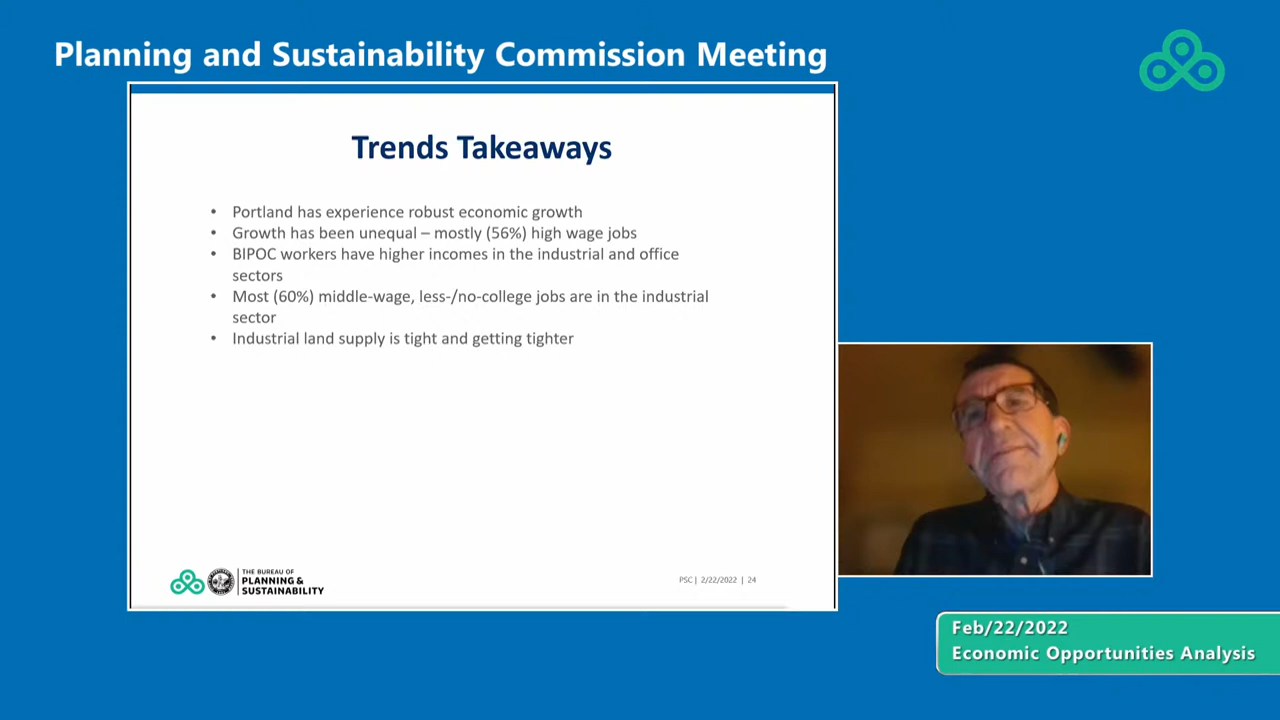 Planning and Sustainability Commission Meeting
Trends Takeaways
• Portland has experience robust economic growth
• Growth has been unequal – mostly (56%) high wage jobs
• BIPOC workers have higher incomes in the industrial and office
sectors
• Most (60%) middle-wage, less-/no-college jobs are in the industrial
sector
• Industrial land supply is tight and getting tighter
THE BUREAU OF
PLANNING &
SUSTAINABILITY
PSC | 2/22/2022 | 24
Feb/22/2022
Economic Opportunities Analysis